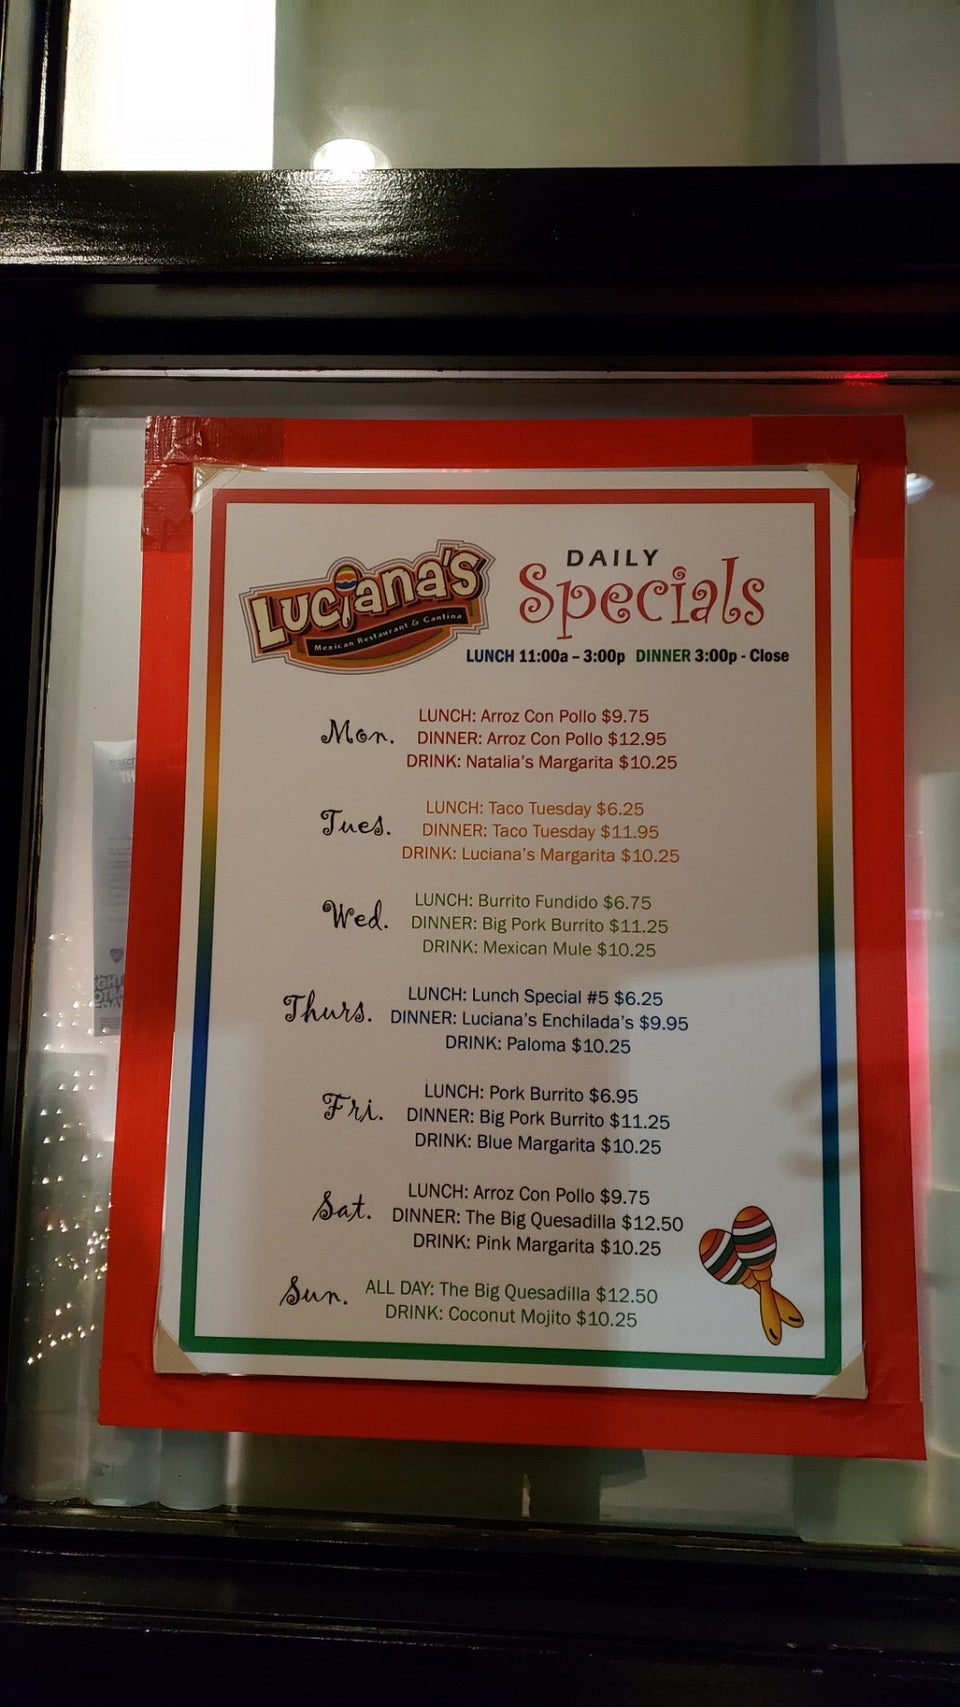 Luciana's
Mexican Restaurant & Cantina
DAILY
Specials
LUNCH 11:00a – 3:00p DINNER 3:00p - Close
Mon.
LUNCH: Arroz Con Pollo $9.75
DINNER: Arroz Con Pollo $12.95
DRINK: Natalia's Margarita $10.25
Tues.
LUNCH: Taco Tuesday $6.25
DINNER: Taco Tuesday $11.95
DRINK: Luciana's Margarita $10.25
Wed.
LUNCH: Burrito Fundido $6.75
DINNER: Big Pork Burrito $11.25
DRINK: Mexican Mule $10.25
Thurs.
LUNCH: Lunch Special #5 $6.25
DINNER: Luciana's Enchilada's $9.95
DRINK: Paloma $10.25
Fri.
LUNCH: Pork Burrito $6.95
DINNER: Big Pork Burrito $11.25
DRINK: Blue Margarita $10.25
Sat.
LUNCH: Arroz Con Pollo $9.75
DINNER: The Big Quesadilla $12.50
DRINK: Pink Margarita $10.25
Sun.
ALL DAY: The Big Quesadilla $12.50
DRINK: Coconut Mojito $10.25